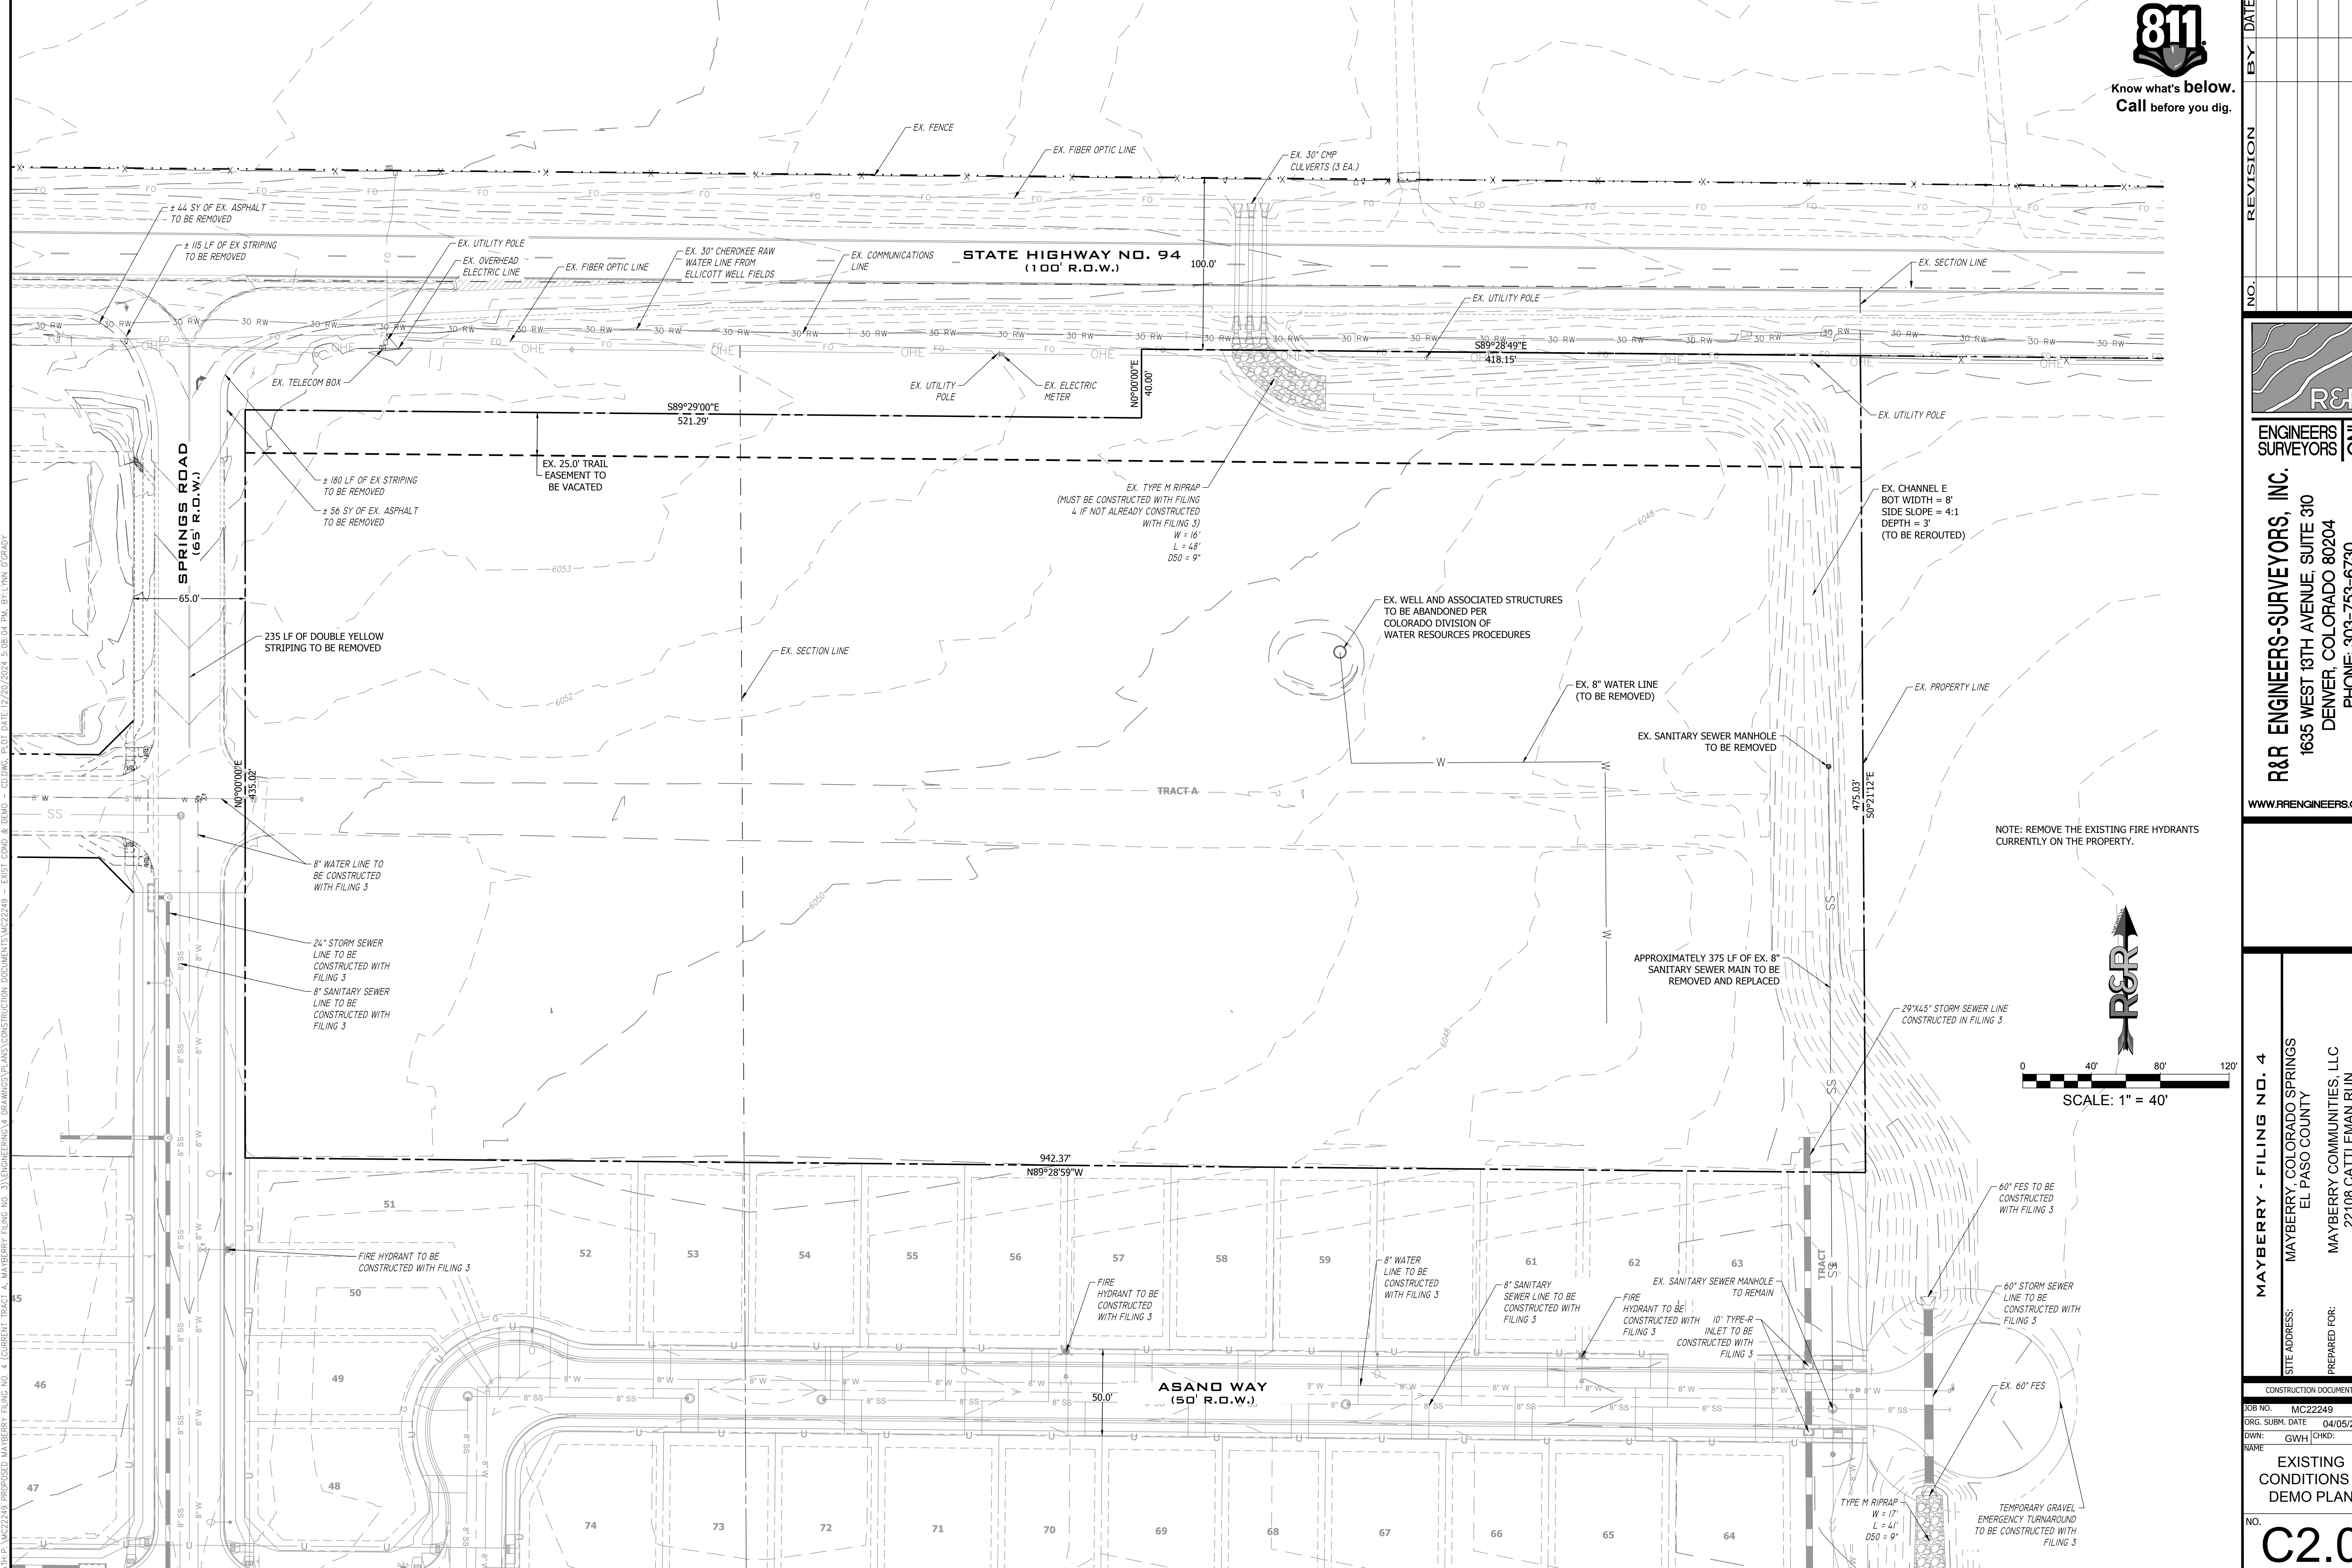 811
Know what's below.
Call before you dig.
EX. FENCE
EX. FIBER OPTIC LINE
EX. 30" CMP
CULVERTS (3 EA.)
± 44 SY OF EX. ASPHALT
TO BE REMOVED
± 115 LF OF EX STRIPING
TO BE REMOVED
EX. UTILITY POLE
EX. OVERHEAD
ELECTRIC LINE
EX. FIBER OPTIC LINE
EX. 30" CHEROKEE RAW
WATER LINE FROM
ELLICOTT WELL FIELDS
EX. COMMUNICATIONS
LINE
STATE HIGHWAY NO. 94
(100' R.O.W.)
100.0'
EX. UTILITY POLE
EX. SECTION LINE
S89°28'49"E
418.15'
EX. TELECOM BOX
EX. UTILITY
POLE
EX. ELECTRIC
METER
N0°00'00"E
40.00'
S89°29'00"E
521.29'
EX. UTILITY POLE
SPRINGS ROAD
(65' R.O.W.)
65.0'
± 180 LF OF EX STRIPING
TO BE REMOVED
± 56 SY OF EX. ASPHALT
TO BE REMOVED
EX. 25.0' TRAIL
EASEMENT TO
BE VACATED
EX. TYPE M RIPRAP
(MUST BE CONSTRUCTED WITH FILING
4 IF NOT ALREADY CONSTRUCTED
WITH FILING 3)
W = 16'
L = 48'
D50 = 9"
EX. CHANNEL E
BOT WIDTH = 8'
SIDE SLOPE = 4:1
DEPTH = 3'
(TO BE REROUTED)
6048
6053
6052
235 LF OF DOUBLE YELLOW
STRIPING TO BE REMOVED
EX. SECTION LINE
EX. WELL AND ASSOCIATED STRUCTURES
TO BE ABANDONED PER
COLORADO DIVISION OF
WATER RESOURCES PROCEDURES
EX. 8" WATER LINE
(TO BE REMOVED)
EX. SANITARY SEWER MANHOLE
TO BE REMOVED
EX. PROPERTY LINE
N0°00'00"E
435.02'
TRACT A
475.03'
S0°21'12"E
NOTE: REMOVE THE EXISTING FIRE HYDRANTS
CURRENTLY ON THE PROPERTY.
8" WATER LINE TO
BE CONSTRUCTED
WITH FILING 3
24" STORM SEWER
LINE TO BE
CONSTRUCTED WITH
FILING 3
8" SANITARY SEWER
LINE TO BE
CONSTRUCTED WITH
FILING 3
6050
6048
APPROXIMATELY 375 LF OF EX. 8"
SANITARY SEWER MAIN TO BE
REMOVED AND REPLACED
29"X45" STORM SEWER LINE
CONSTRUCTED IN FILING 3
R&R
0 40' 80' 120'
SCALE: 1" = 40'
942.37'
N89°28'59"W
51
52
53
54
55
56
57
58
59
61
62
63
TRACT
60" FES TO BE
CONSTRUCTED
WITH FILING 3
FIRE HYDRANT TO BE
CONSTRUCTED WITH FILING 3
FIRE
HYDRANT TO BE
CONSTRUCTED
WITH FILING 3
8" WATER
LINE TO BE
CONSTRUCTED
WITH FILING 3
8" SANITARY
SEWER LINE TO BE
CONSTRUCTED WITH
FILING 3
FIRE
HYDRANT TO BE
CONSTRUCTED WITH
FILING 3
EX. SANITARY SEWER MANHOLE
TO REMAIN
10' TYPE-R
INLET TO BE
CONSTRUCTED WITH
FILING 3
60" STORM SEWER
LINE TO BE
CONSTRUCTED WITH
FILING 3
45
50
46
49
47
48
ASANO WAY
(50' R.O.W.)
50.0'
EX. 60" FES
74
73
72
71
70
69
68
67
66
65
64
TYPE M RIPRAP
W = 17'
L = 41'
D50 = 9"
TEMPORARY GRAVEL
EMERGENCY TURNAROUND
TO BE CONSTRUCTED WITH
FILING 3
NO.
REVISION
BY
DATE
ENGINEERS
SURVEYORS
R&R ENGINEERS-SURVEYORS, INC.
1635 WEST 13TH AVENUE, SUITE 310
DENVER, COLORADO 80204
PHONE: 303-753-6730
MAYBERRY - FILING NO. 4
SITE ADDRESS:
MAYBERRY, COLORADO SPRINGS
EL PASO COUNTY
PREPARED FOR:
MAYBERRY COMMUNITIES, LLC
22108 CATTLEMAN RUN
JOB NO. MC22249
ORG. SUBM. DATE 04/05/
DWN: GWH CHKD:
NAME
EXISTING
CONDITIONS
DEMO PLAN
NO.
C2.0